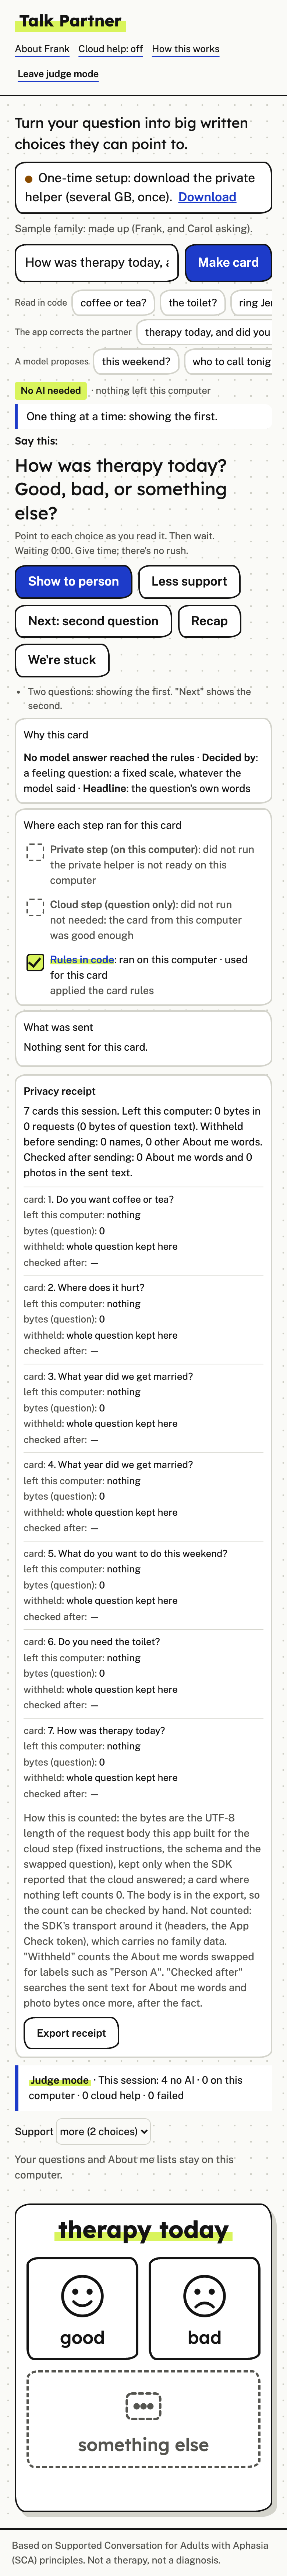 Talk Partner
About Frank Cloud help: off How this works
Leave judge mode
Turn your question into big written
choices they can point to.
One-time setup: download the private
helper (several GB, once). Download
Sample family: made up (Frank, and Carol asking).
How was therapy today, Make card
Read in code coffee or tea? the toilet? ring
The app corrects the partner therapy today, and did you
A model proposes this weekend? who to call
No AI needed · nothing left this computer
One thing at a time: showing the first.
Say this:
How was therapy today?
Good, bad, or something
else?
Point to each choice as you read it. Then wait.
Waiting 0:00. Give time; there's no rush.
Show to person Less support
Next: second question Recap
We're stuck
• Two questions: showing the first. "Next" shows the
second.
Why this card
No model answer reached the rules · Decided by:
a feeling question: a fixed scale, whatever the
model said · Headline: the question's own words
Where each step ran for this card
Private step (on this computer): did not run
the private helper is not ready on this
computer
Cloud step (question only): did not run
not needed: the card from this computer
was good enough
Rules in code: ran on this computer · used
for this card
applied the card rules
What was sent
Nothing sent for this card.
Privacy receipt
7 cards this session. Left this computer: 0 bytes in
0 requests (0 bytes of question text). Withheld
before sending: 0 names, 0 other About me words.
Checked after sending: 0 About me words and 0
photos in the sent text.
card: 1. Do you want coffee or tea?
left this computer: nothing
bytes (question): 0
withheld: whole question kept here
checked after: —
card: 2. Where does it hurt?
left this computer: nothing
bytes (question): 0
withheld: whole question kept here
checked after: —
card: 3. What year did we get married?
left this computer: nothing
bytes (question): 0
withheld: whole question kept here
checked after: —
card: 4. What year did we get married?
left this computer: nothing
bytes (question): 0
withheld: whole question kept here
checked after: —
card: 5. What do you want to do this weekend?
left this computer: nothing
bytes (question): 0
withheld: whole question kept here
checked after: —
card: 6. Do you need the toilet?
left this computer: nothing
bytes (question): 0
withheld: whole question kept here
checked after: —
card: 7. How was therapy today?
left this computer: nothing
bytes (question): 0
withheld: whole question kept here
checked after: —
How this is counted: the bytes are the UTF-8
length of the request body this app built for the
cloud step (fixed instructions, the schema and the
swapped question), kept only when the SDK
reported that the cloud answered; a card where
nothing left counts 0. The body is in the export, so
the count can be checked by hand. Not counted:
the SDK's transport around it (headers, the App
Check token), which carries no family data.
"Withheld" counts the About me words swapped
for labels such as "Person A". "Checked after"
searches the sent text for About me words and
photo bytes once more, after the fact.
Export receipt
Judge mode · This session: 4 no AI · 0 on this
computer · 0 cloud help · 0 failed
Support more (2 choices)
Your questions and About me lists stay on this
computer.
therapy today
good bad
something else
Based on Supported Conversation for Adults with Aphasia
(SCA) principles. Not a therapy, not a diagnosis.